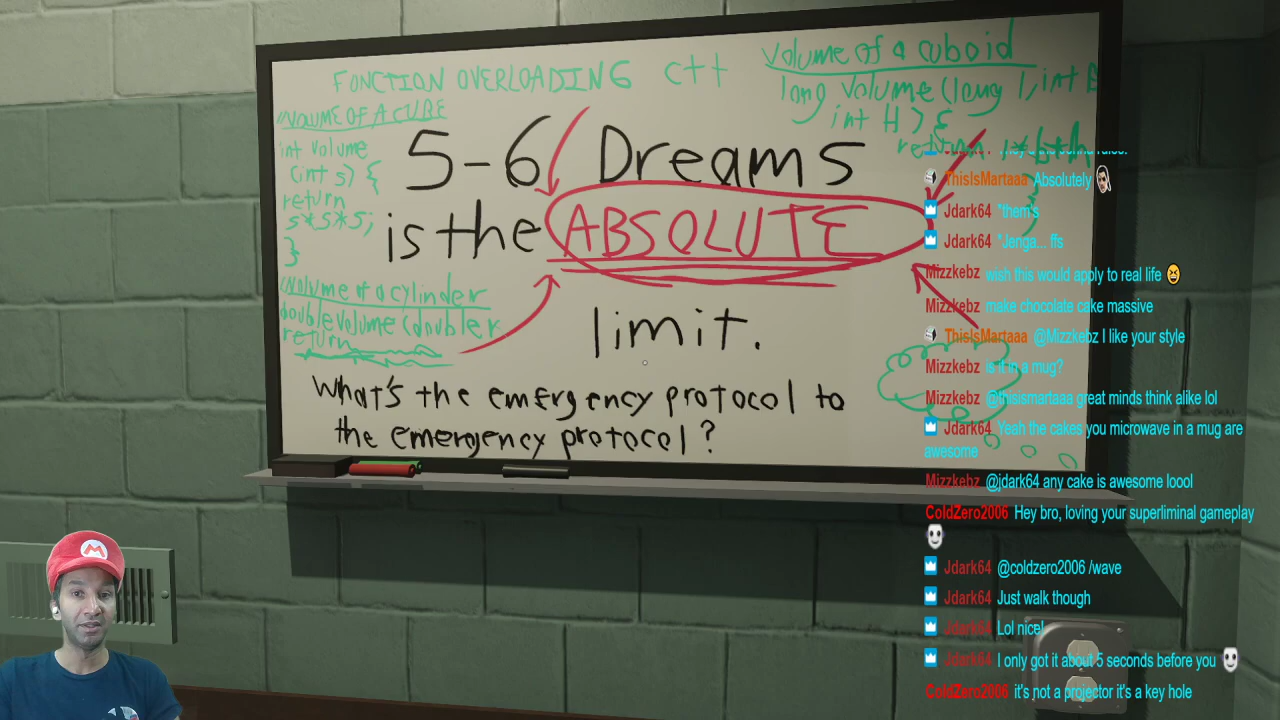 FONCTION OVERLOADING C++
Volume of a cuboid
long volume (long l, int B
int H) {
return l*b*h
//VOLUME OF A CUBE
int volume
(int s) {
return
s*s*s;
}
//Volume of a cylinder
double volume (double r
return
5-6 Dreams
is the ABSOLUTE
limit.
What's the emergency protocol to
the emergency protocol?
M
ThisIsMartaaa Absolutely
Jdark64 "them's
Jdark64 "Jenga... ffs
Mizzkebz wish this would apply to real life
Mizzkebz make chocolate cake massive
ThisIsMartaaa @Mizzkebz I like your style
Mizzkebz is it in a mug?
Mizzkebz @thisismartaaa great minds think alike lol
Jdark64 Yeah the cakes you microwave in a mug are
awesome
Mizzkebz @jdark64 any cake is awesome loool
ColdZero2006 Hey bro, loving your superliminal gameplay
Jdark64 @coldzero2006 /wave
Jdark64 Just walk though
Jdark64 Lol nice!
Jdark64 I only got it about 5 seconds before you
ColdZero2006 it's not a projector it's a key hole